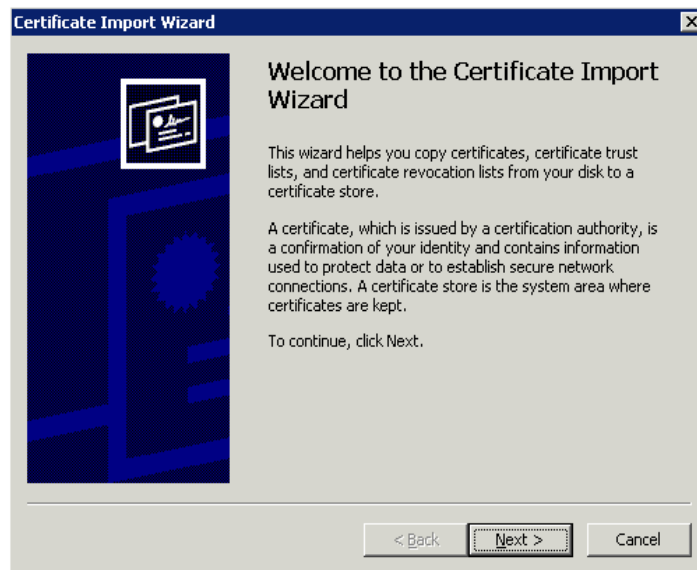 Certificate Import Wizard
Welcome to the Certificate Import
Wizard
This wizard helps you copy certificates, certificate trust
lists, and certificate revocation lists from your disk to a
certificate store.
A certificate, which is issued by a certification authority, is
a confirmation of your identity and contains information
used to protect data or to establish secure network
connections. A certificate store is the system area where
certificates are kept.
To continue, click Next.
< Back Next > Cancel